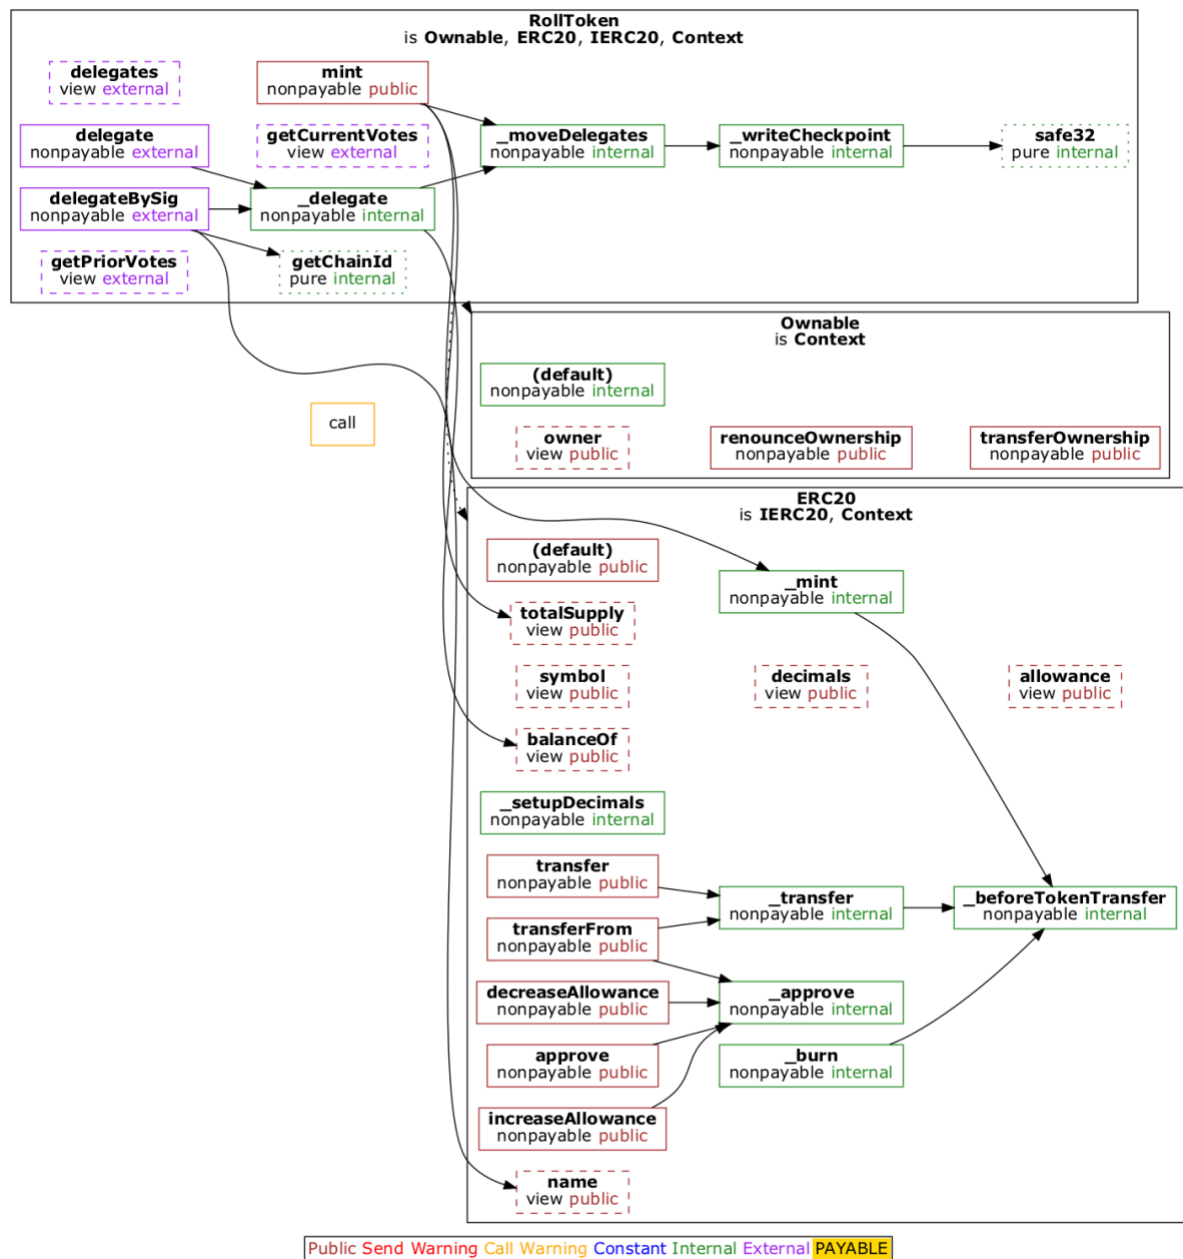 RollToken
is Ownable, ERC20, IERC20, Context
delegates
view external
mint
nonpayable public
delegate
nonpayable external
getCurrentVotes
view external
_moveDelegates
nonpayable internal
_writeCheckpoint
nonpayable internal
safe32
pure internal
delegateBySig
nonpayable external
_delegate
nonpayable internal
getPriorVotes
view external
getChainId
pure internal
Ownable
is Context
(default)
nonpayable internal
owner
view public
renounceOwnership
nonpayable public
transferOwnership
nonpayable public
call
ERC20
is IERC20, Context
(default)
nonpayable public
_mint
nonpayable internal
totalSupply
view public
symbol
view public
decimals
view public
allowance
view public
balanceOf
view public
_setupDecimals
nonpayable internal
transfer
nonpayable public
_transfer
nonpayable internal
_beforeTokenTransfer
nonpayable internal
transferFrom
nonpayable public
decreaseAllowance
nonpayable public
_approve
nonpayable internal
approve
nonpayable public
_burn
nonpayable internal
increaseAllowance
nonpayable public
name
view public
Public Send Warning Call Warning Constant Internal External PAYABLE